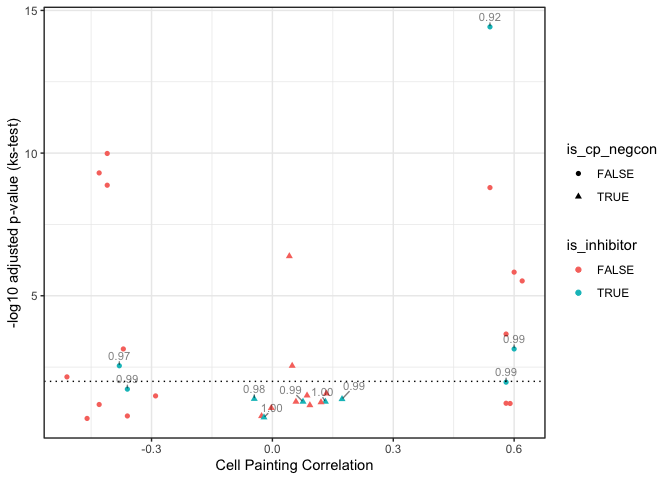 0.92
15
10
5
-log10 adjusted p-value (ks-test)
is_cp_negcon
FALSE
TRUE
is_inhibitor
FALSE
TRUE
0.97
0.99
0.98
0.99
1.00
1.00
0.99
0.99
0.99
-0.3
0.0
0.3
0.6
Cell Painting Correlation